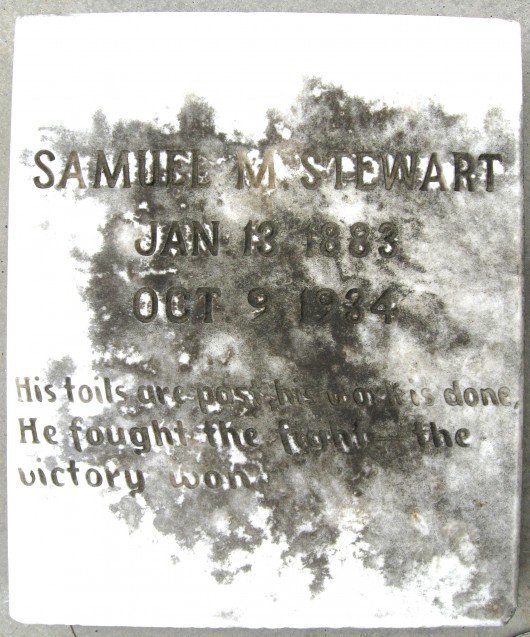 SAMUEL M. STEWART
JAN 13 1883
OCT 9 1934
His toils are past his work is done,
He fought the fight — the
victory won.